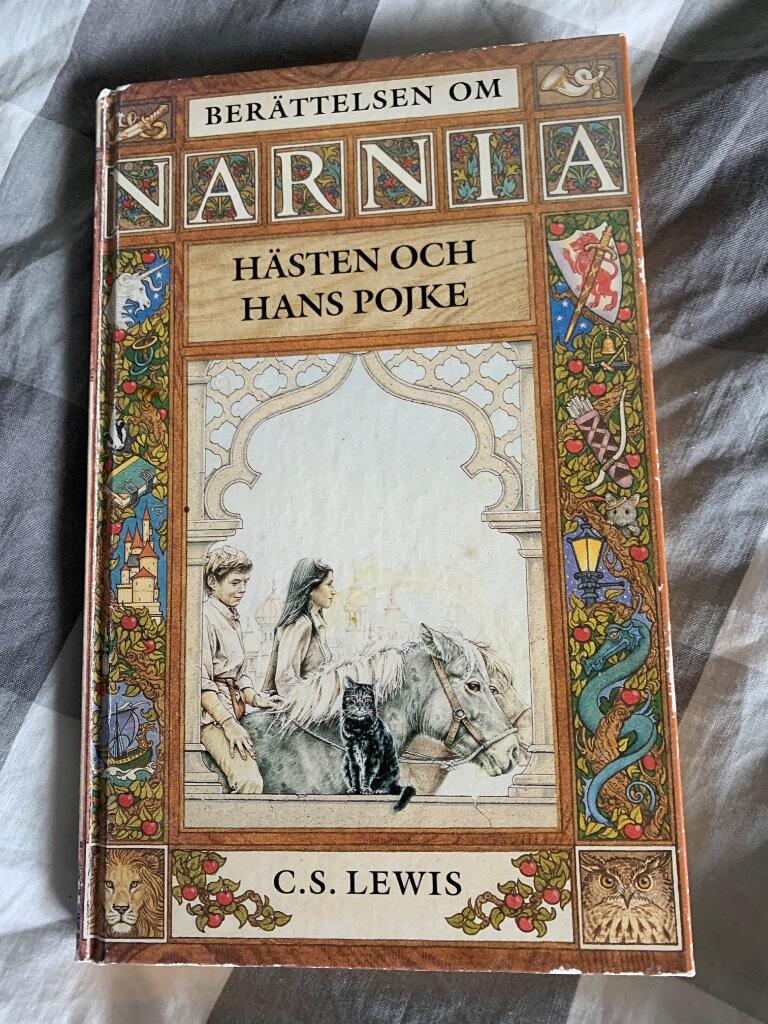 BERÄTTELSEN OM
NARNIA
HÄSTEN OCH
HANS POJKE
C.S. LEWIS